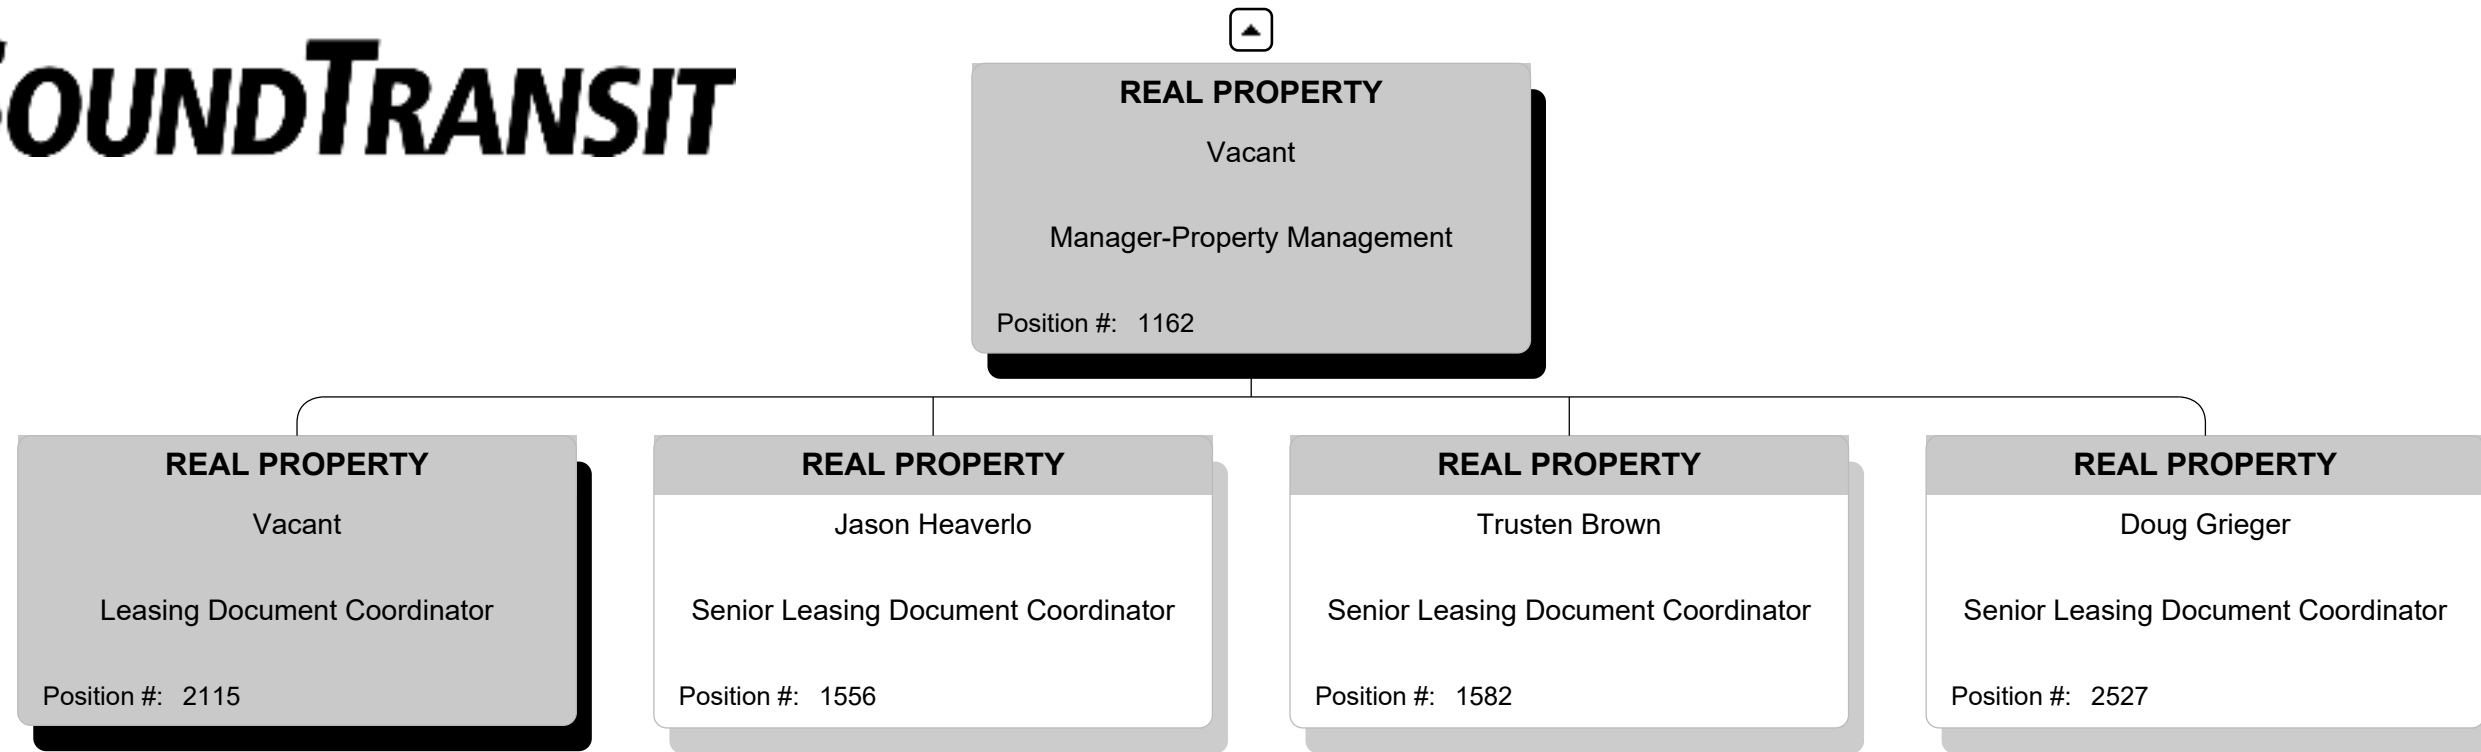 SOUNDTRANSIT
REAL PROPERTY
Vacant
Manager-Property Management
Position #: 1162
REAL PROPERTY
Vacant
Leasing Document Coordinator
Position #: 2115
REAL PROPERTY
Jason Heaverlo
Senior Leasing Document Coordinator
Position #: 1556
REAL PROPERTY
Trusten Brown
Senior Leasing Document Coordinator
Position #: 1582
REAL PROPERTY
Doug Grieger
Senior Leasing Document Coordinator
Position #: 2527